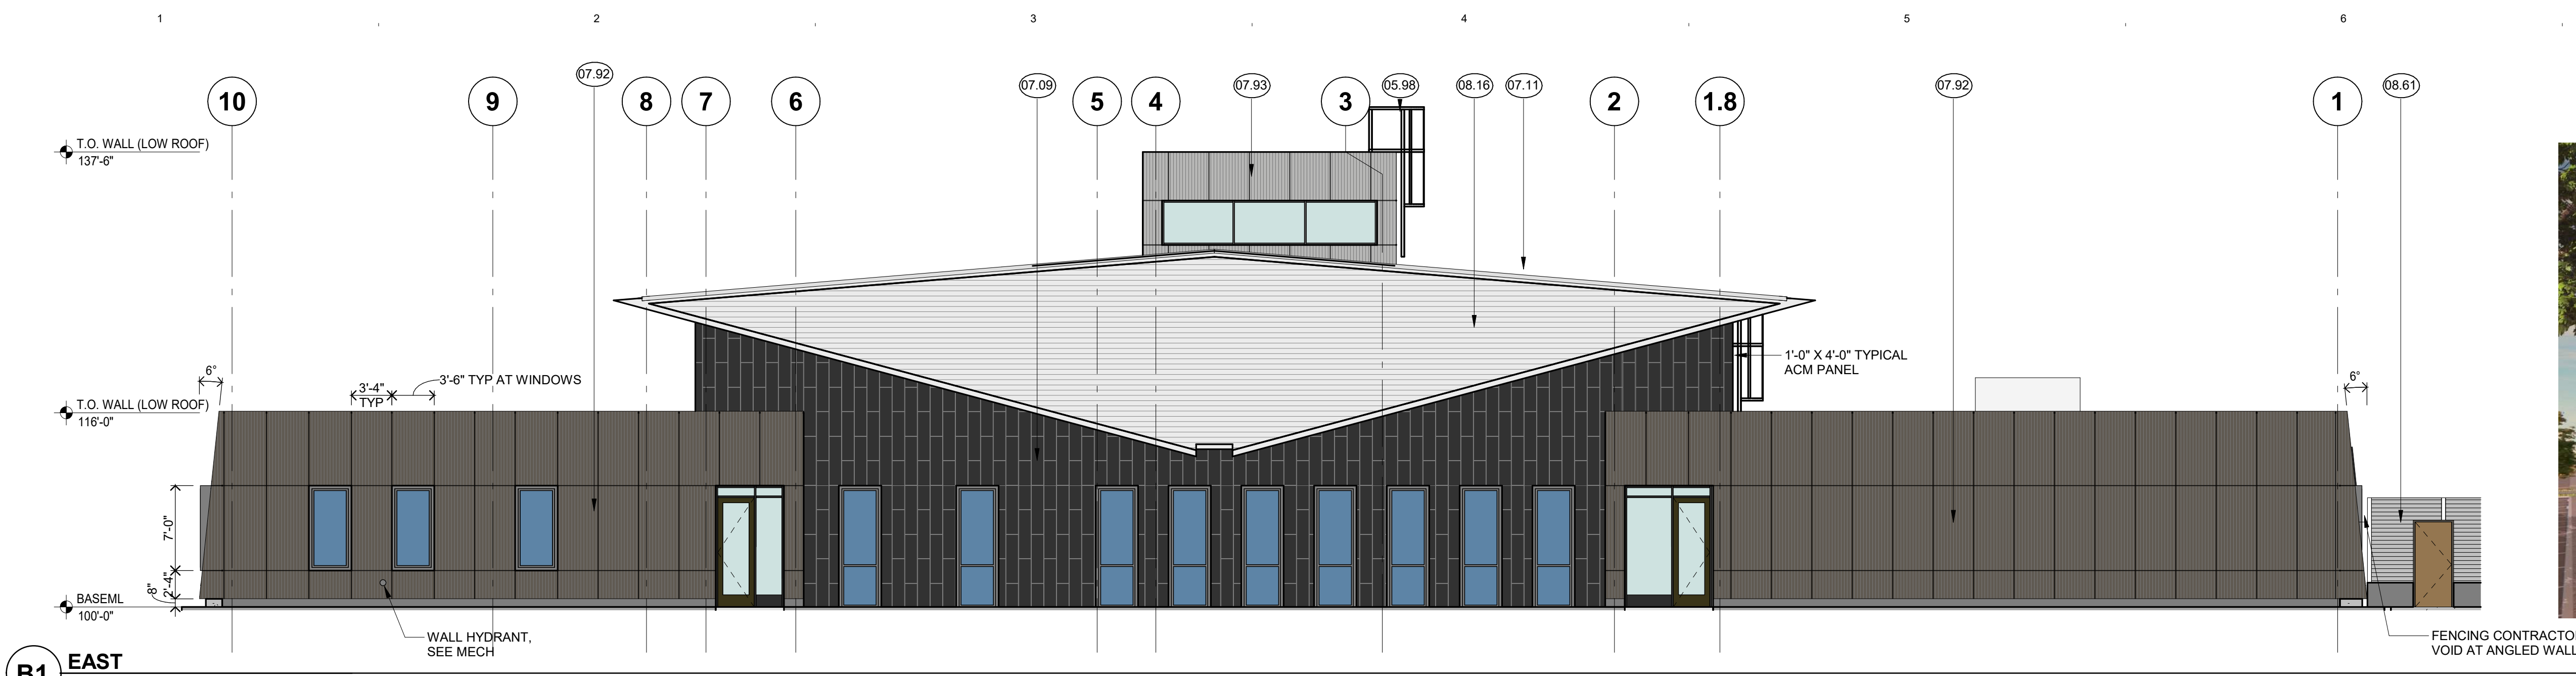 1 2 3 4 5 6
10 9 07.92 8 7 6 07.09 5 4 07.93 3 05.98 08.16 07.11 2 1.8 07.92 1 08.61
T.O. WALL (LOW ROOF)
137'-6"
1'-0" X 4'-0" TYPICAL
ACM PANEL
6°
3'-4"
TYP
3'-6" TYP AT WINDOWS
6°
T.O. WALL (LOW ROOF)
116'-0"
7'-0"
2'-4"
8"
BASEML
100'-0"
WALL HYDRANT,
SEE MECH
FENCING CONTRACTO
VOID AT ANGLED WALL
B1 EAST